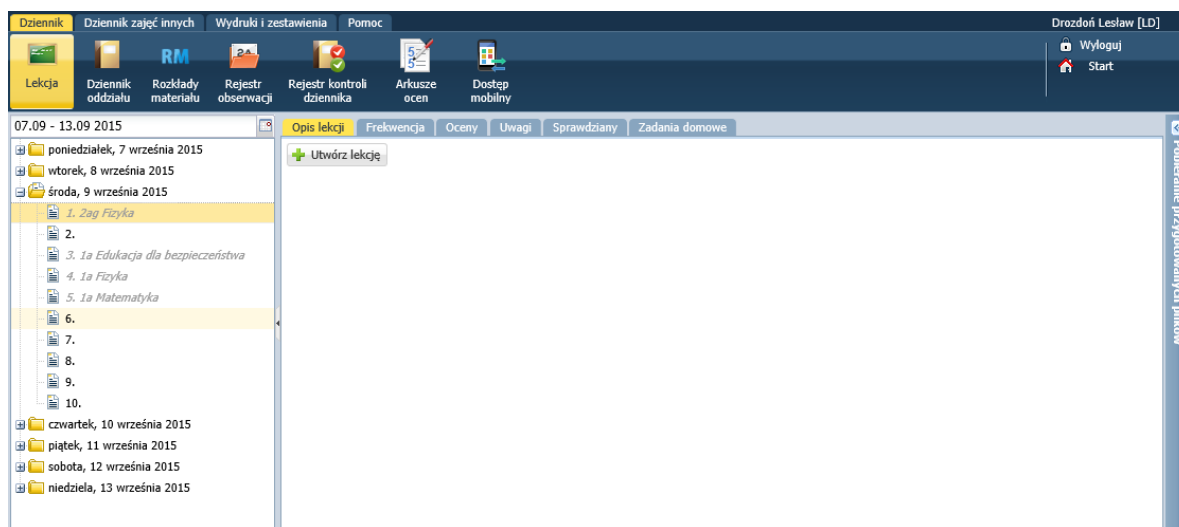 Dziennik Dziennik zajęć innych Wydruki i zestawienia Pomoc Drozdoń Lesław [LD]
Lekcja
Dziennik oddziału
RM
Rozkłady materiału
Rejestr obserwacji
Rejestr kontroli dziennika
Arkusze ocen
Dostęp mobilny
Wyloguj
Start
07.09 - 13.09 2015
poniedziałek, 7 września 2015
wtorek, 8 września 2015
środa, 9 września 2015
1. 2ag Fizyka
2.
3. 1a Edukacja dla bezpieczeństwa
4. 1a Fizyka
5. 1a Matematyka
6.
7.
8.
9.
10.
czwartek, 10 września 2015
piątek, 11 września 2015
sobota, 12 września 2015
niedziela, 13 września 2015
Opis lekcji Frekwencja Oceny Uwagi Sprawdziany Zadania domowe
Utwórz lekcję
Pobieranie przygotowanych plików